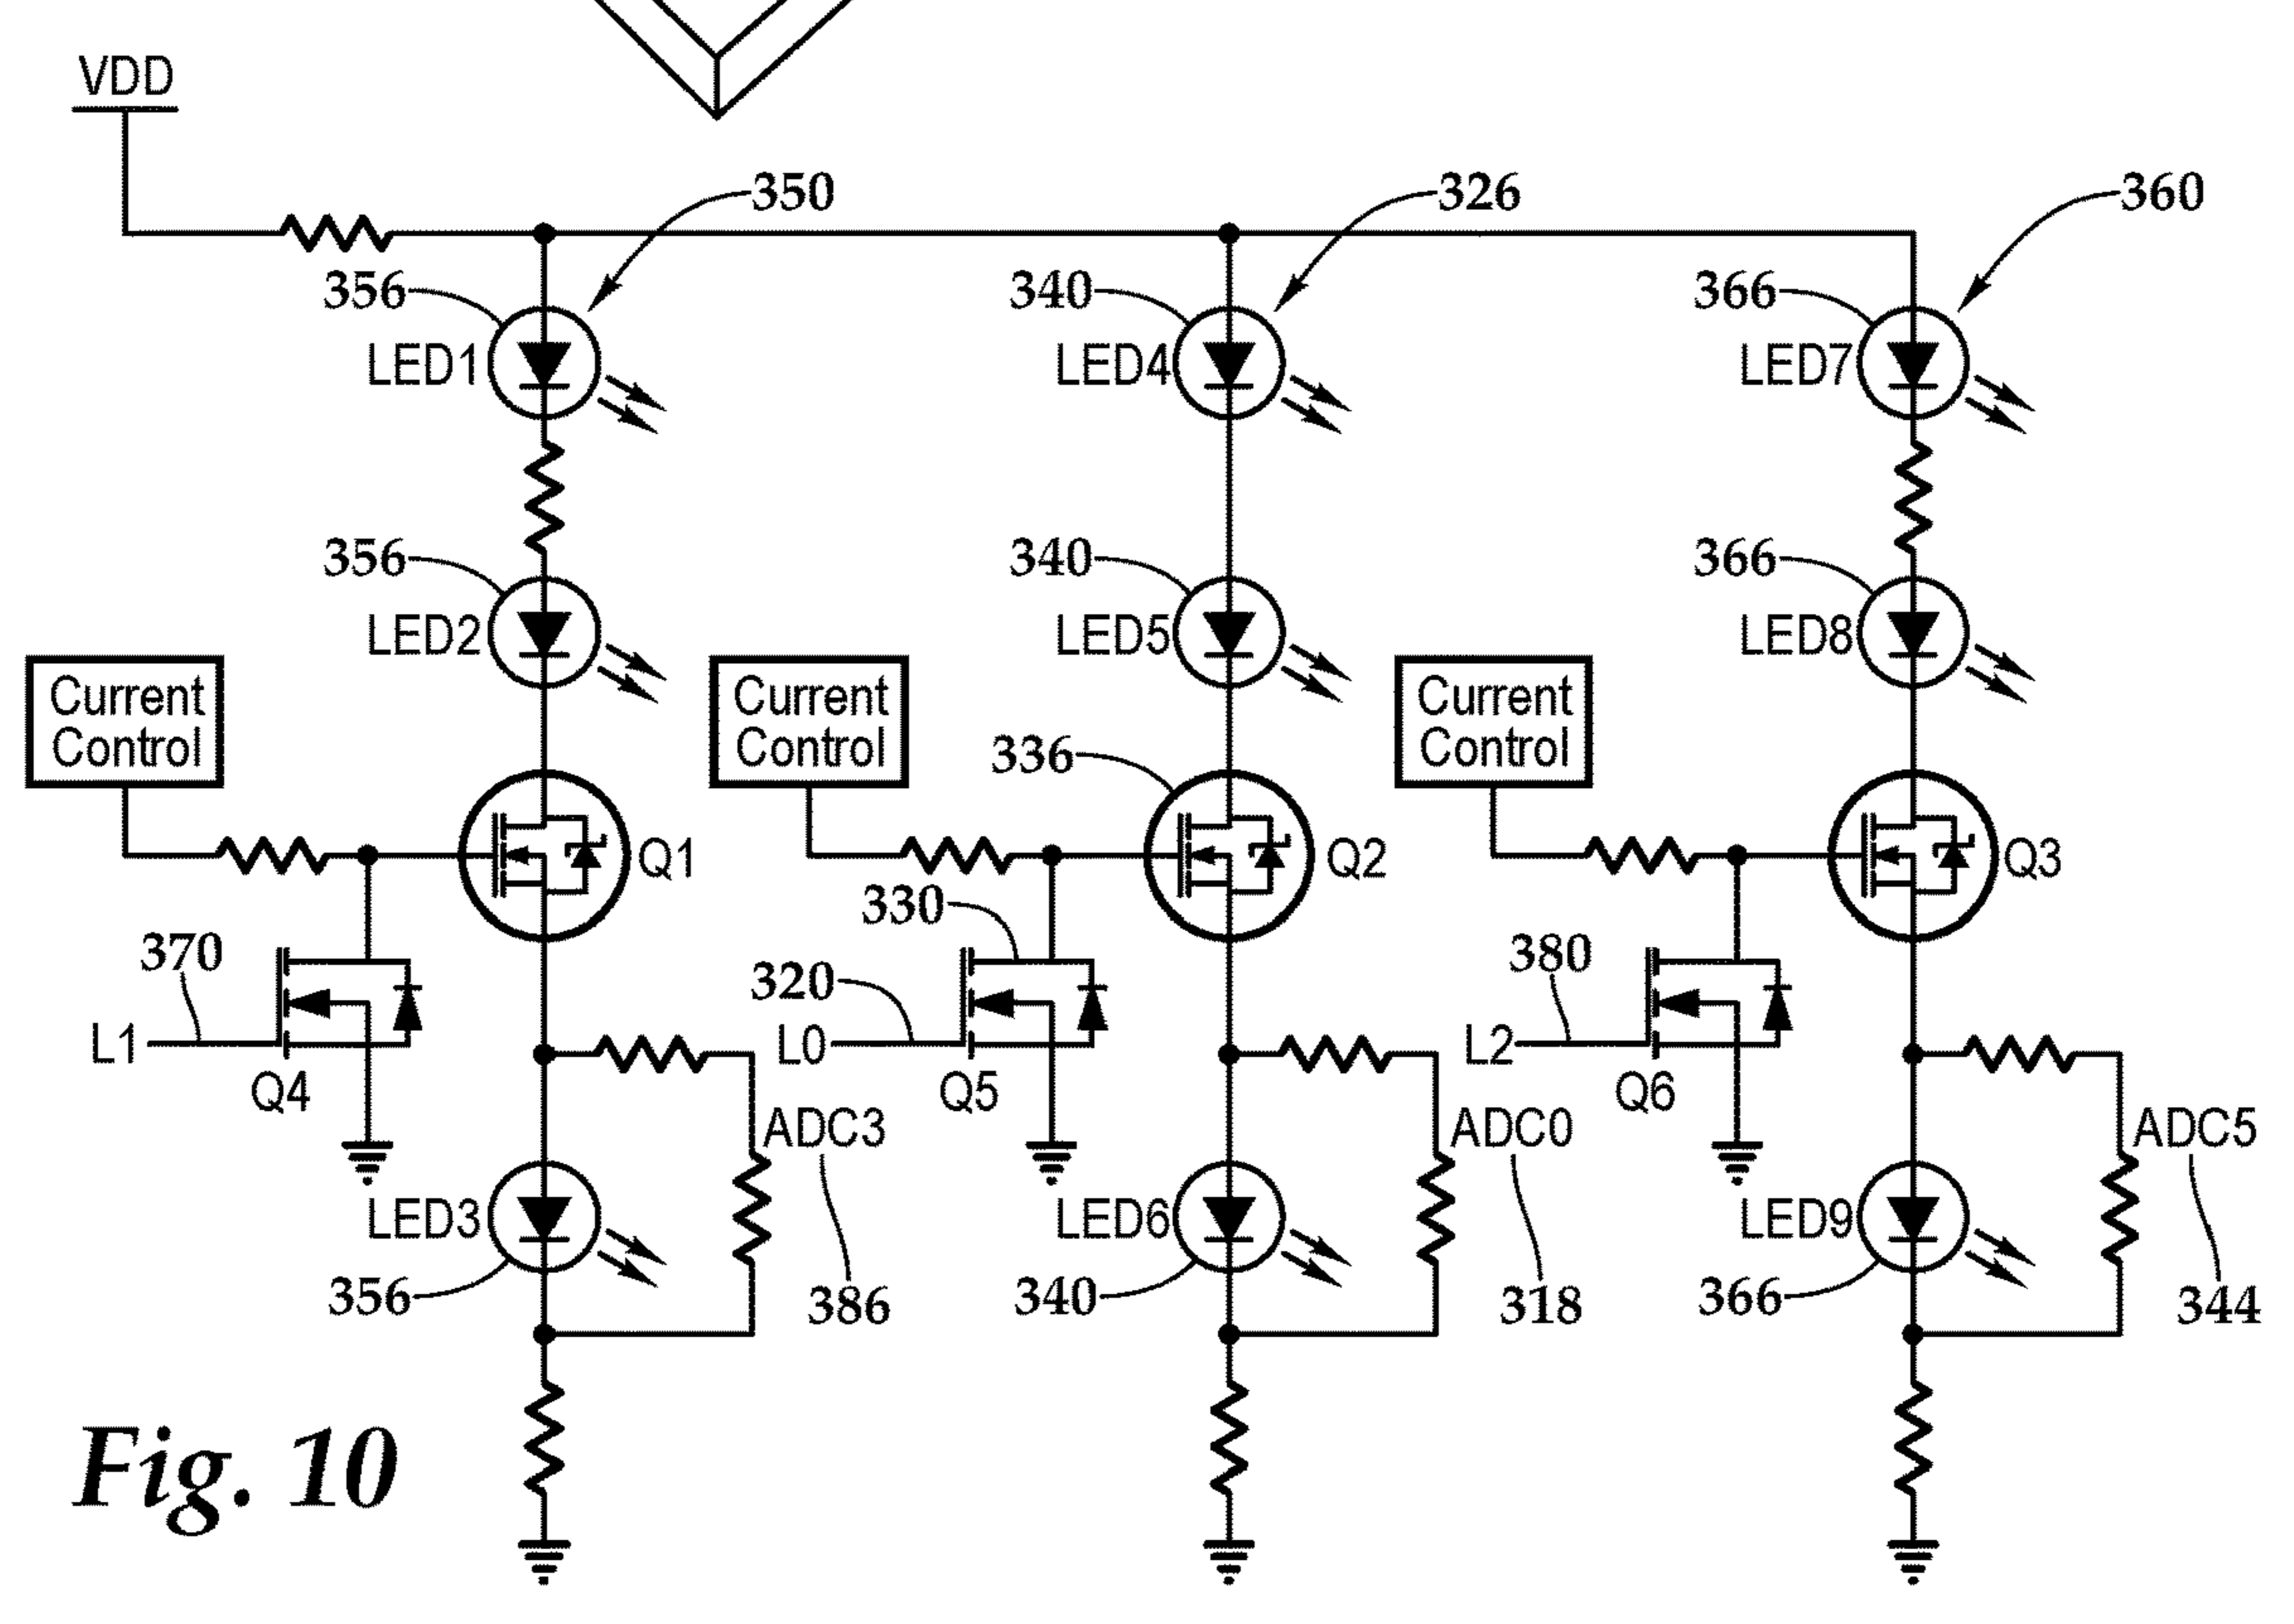 VDD
350
326
360
356
340
366
LED1
LED4
LED7
356
340
366
LED2
LED5
LED8
Current
Control
Current
Control
Current
Control
336
Q1
Q2
Q3
330
370
320
380
L1
L0
L2
Q4
Q5
Q6
ADC3
ADC0
ADC5
LED3
LED6
LED9
356
386
340
318
366
344
Fig. 10